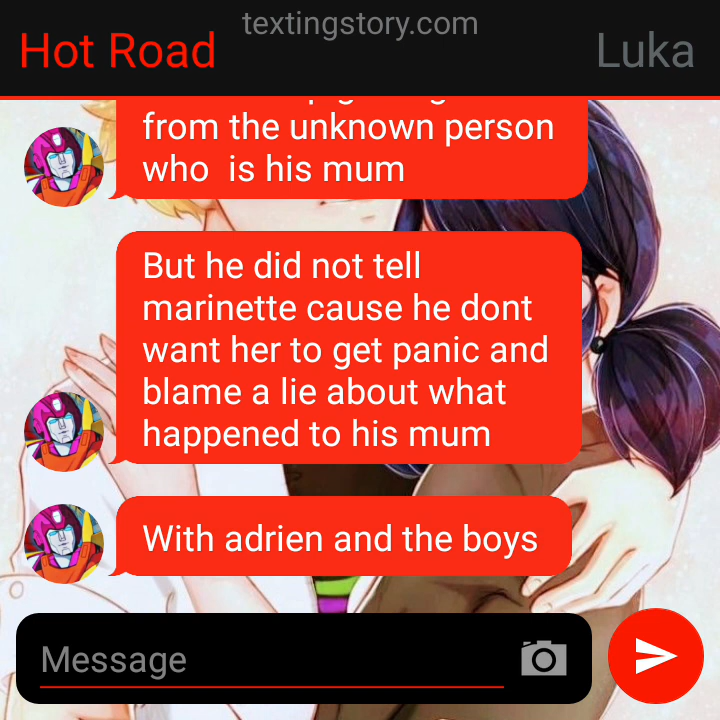 textingstory.com
Hot Road
Luka
from the unknown person
who  is his mum
But he did not tell
marinette cause he dont
want her to get panic and
blame a lie about what
happened to his mum
With adrien and the boys
Message